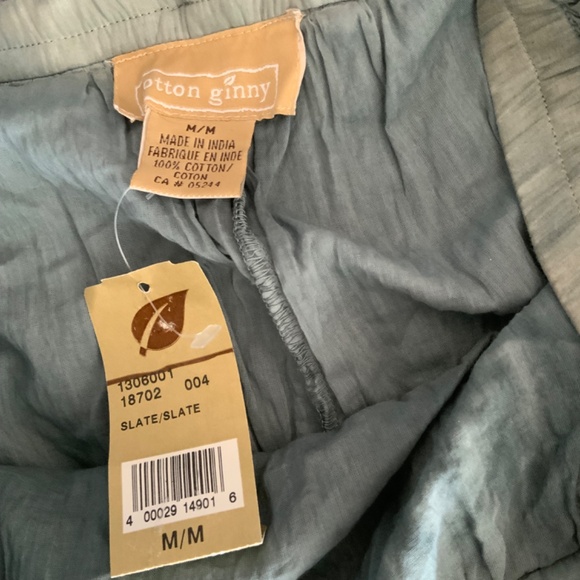 otton ginny
M/M
MADE IN INDIA
FABRIQUE EN INDE
100% COTTON/
COTON
CA # 05244
1306001
18702 004
SLATE/SLATE
4 00029 14901 6
M/M